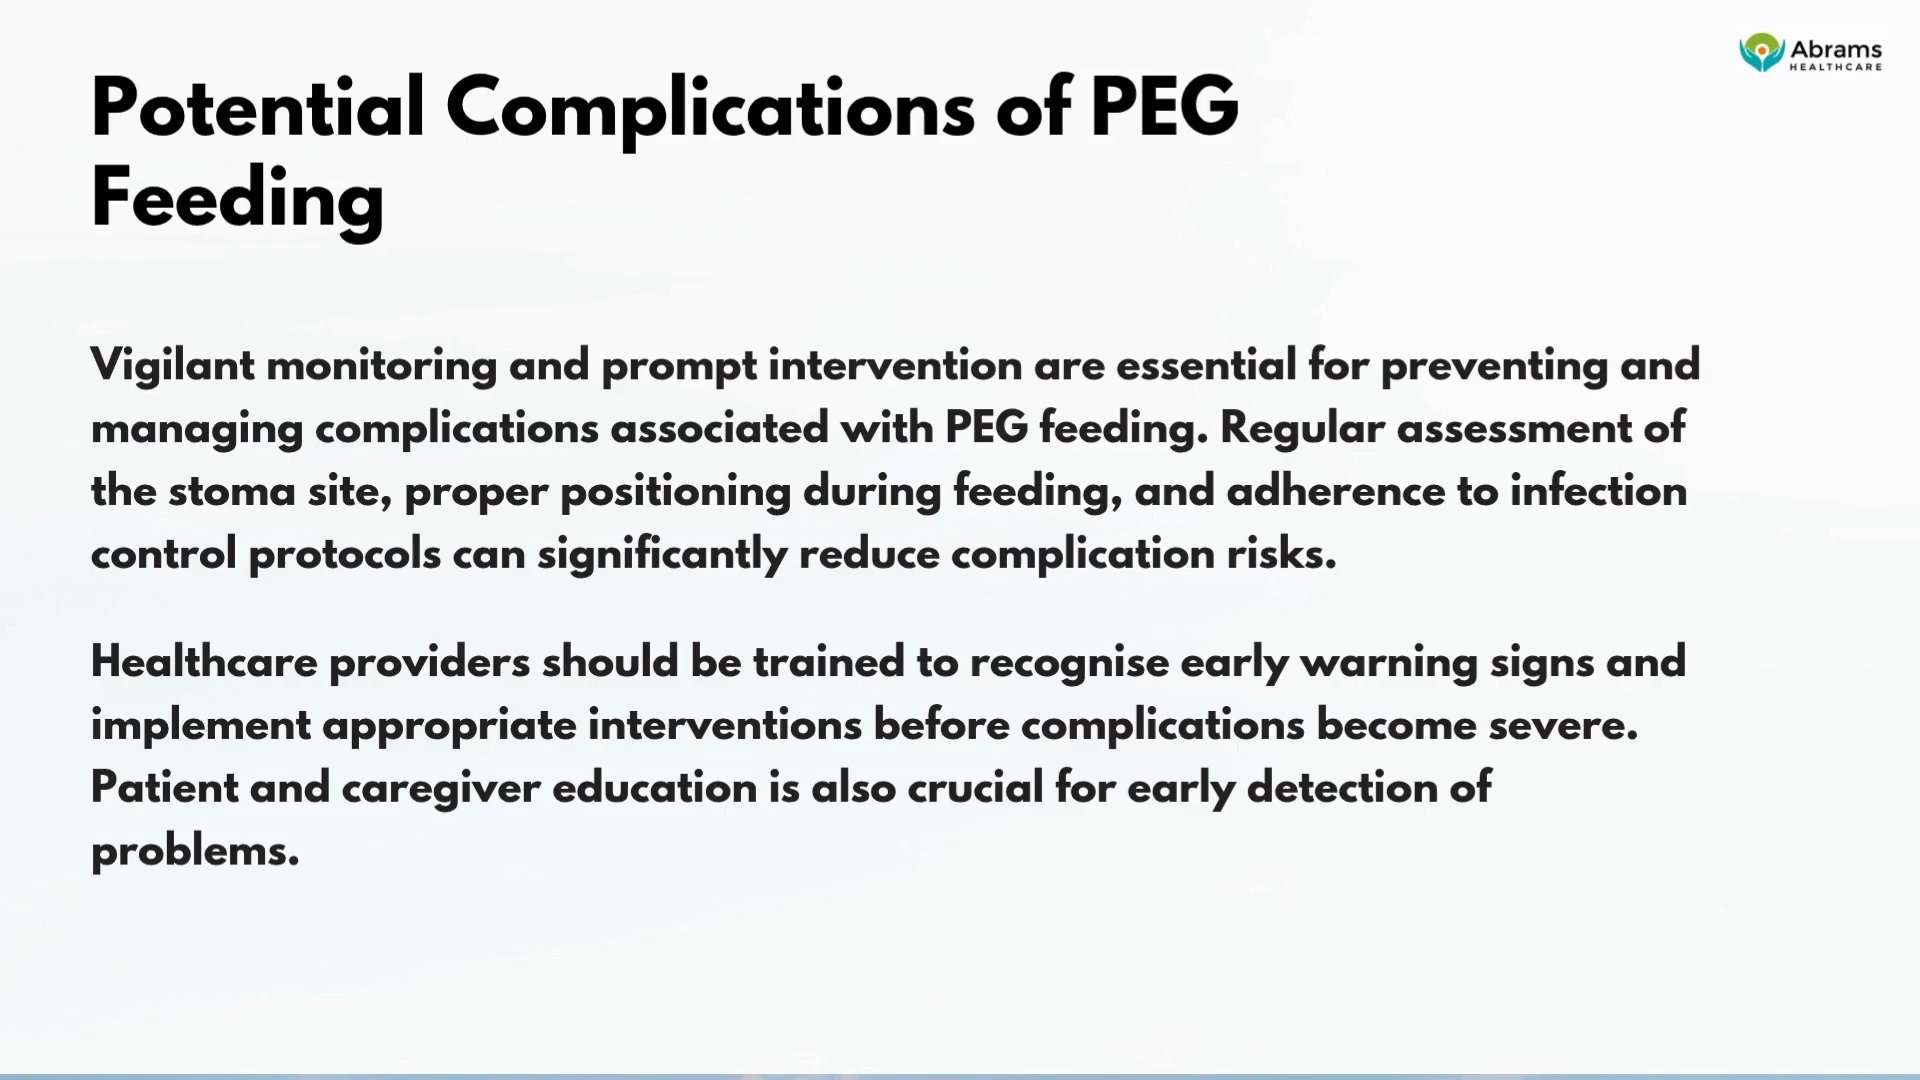 Abrams
HEALTHCARE
Potential Complications of PEG
Feeding
Vigilant monitoring and prompt intervention are essential for preventing and
managing complications associated with PEG feeding. Regular assessment of
the stoma site, proper positioning during feeding, and adherence to infection
control protocols can significantly reduce complication risks.
Healthcare providers should be trained to recognise early warning signs and
implement appropriate interventions before complications become severe.
Patient and caregiver education is also crucial for early detection of
problems.